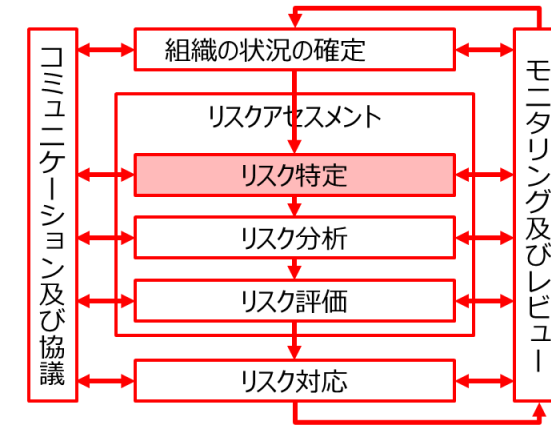 組織の状況の確定
リスクアセスメント
リスク特定
リスク分析
リスク評価
リスク対応
コミュニケーション及び協議
モニタリング及びレビュー